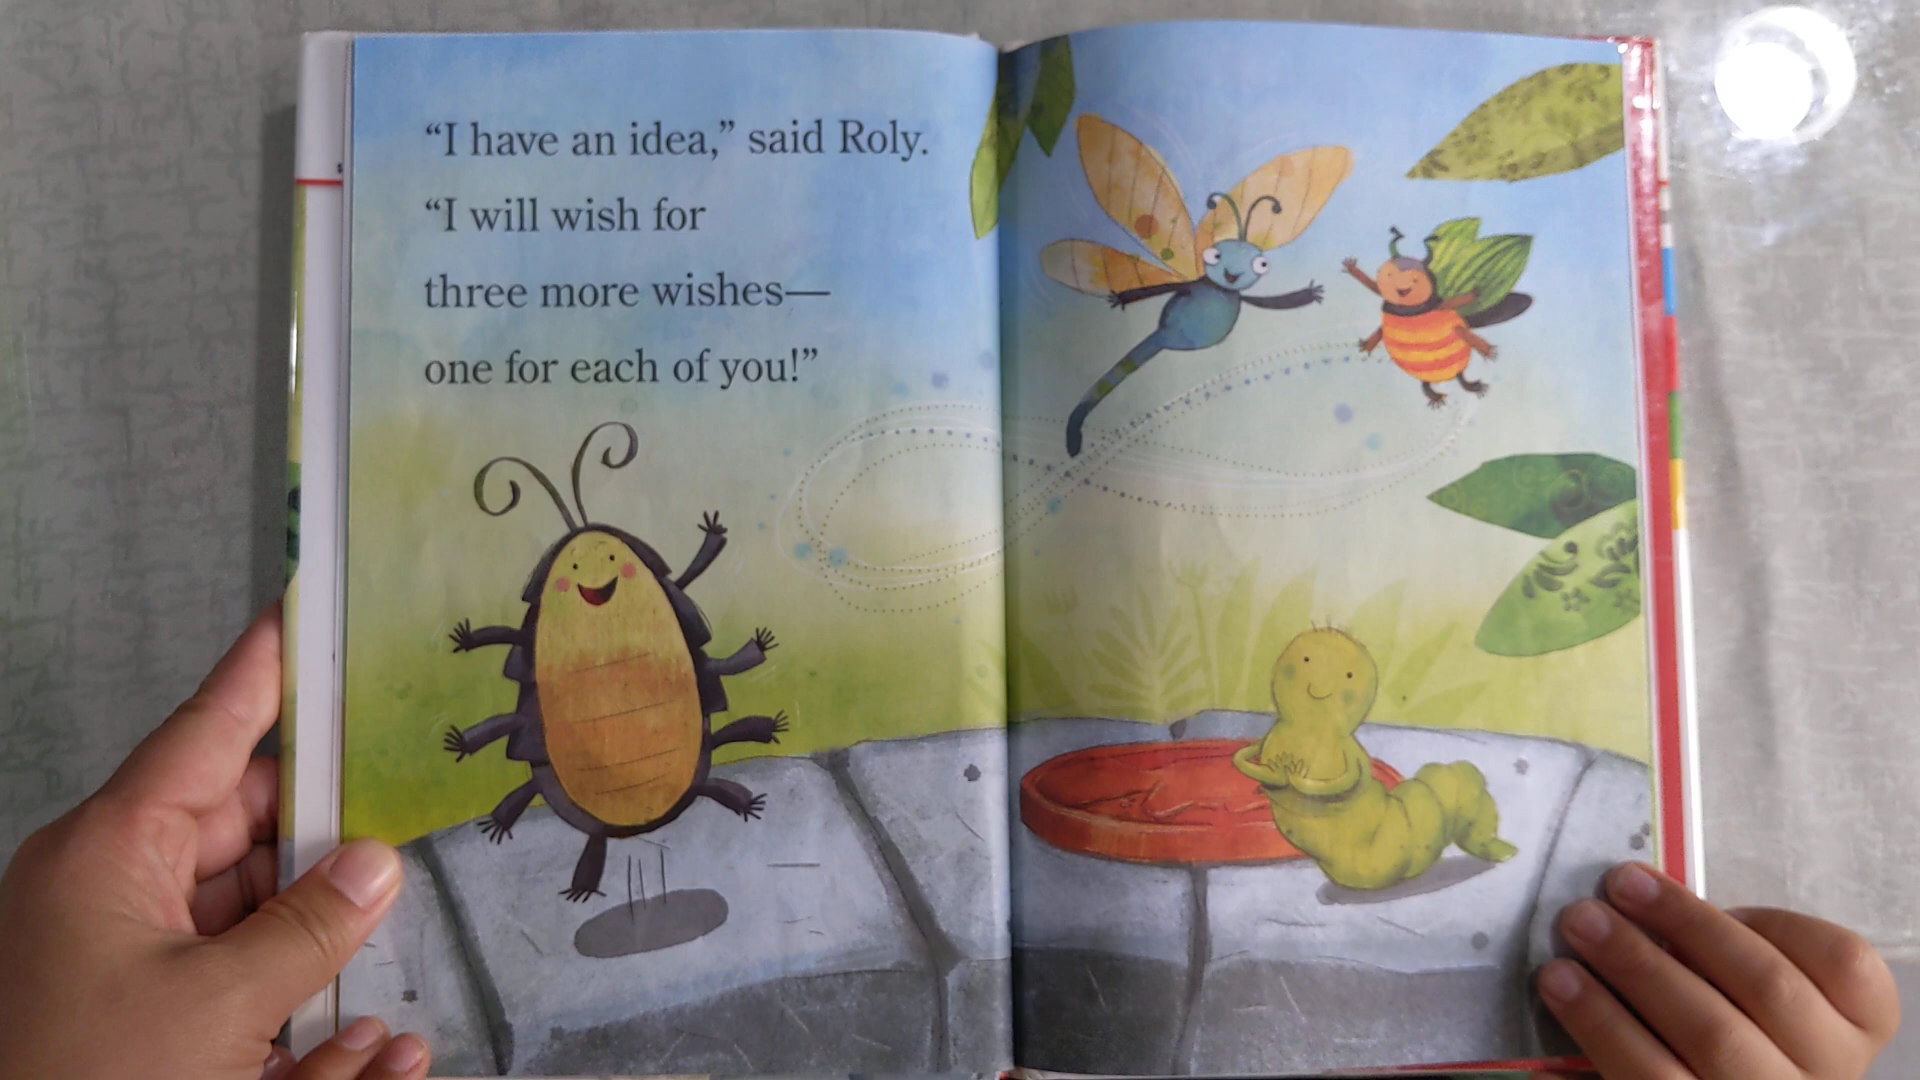 “I have an idea,” said Roly.
“I will wish for
three more wishes—
one for each of you!”